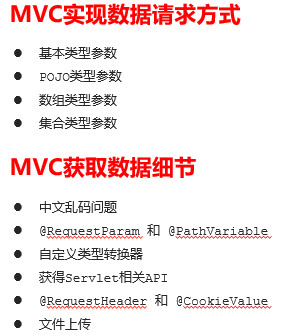 MVC实现数据请求方式
● 基本类型参数
● POJO类型参数
● 数组类型参数
● 集合类型参数
MVC获取数据细节
● 中文乱码问题
● @RequestParam 和 @PathVariable
● 自定义类型转换器
● 获得Servlet相关API
● @RequestHeader 和 @CookieValue
● 文件上传